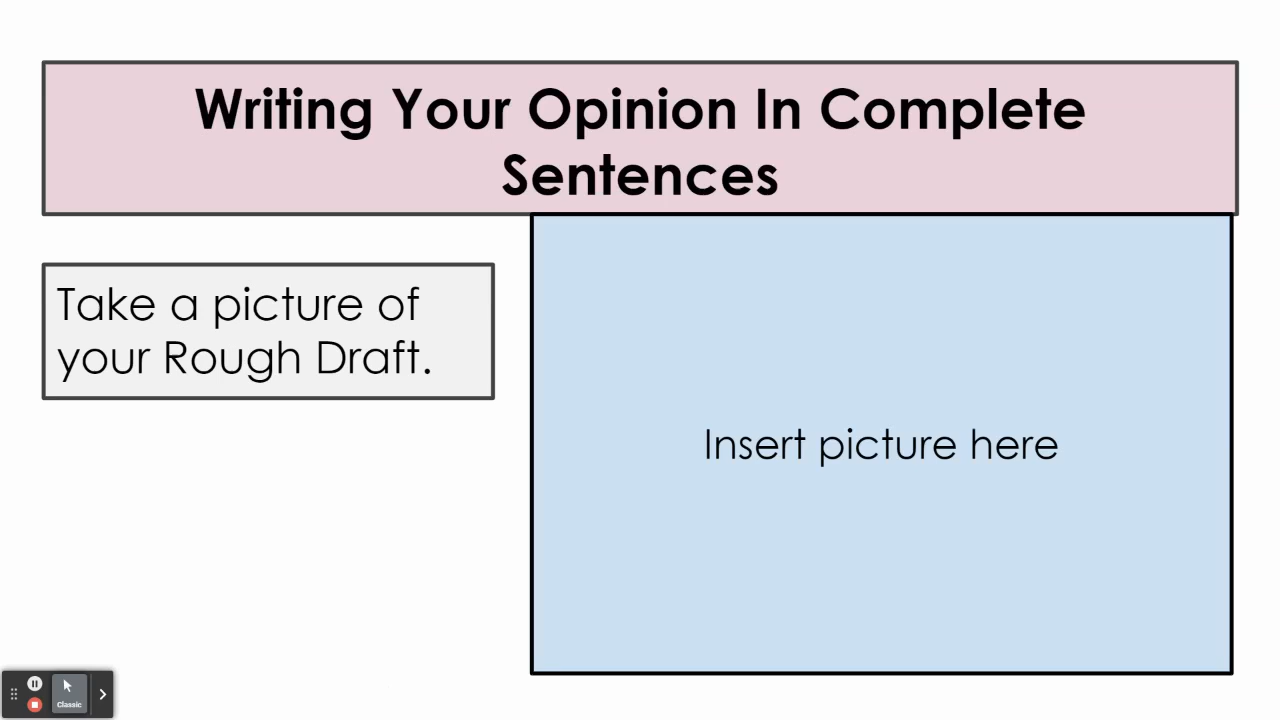 Writing Your Opinion In Complete
Sentences
Take a picture of
your Rough Draft.
Insert picture here
Classic